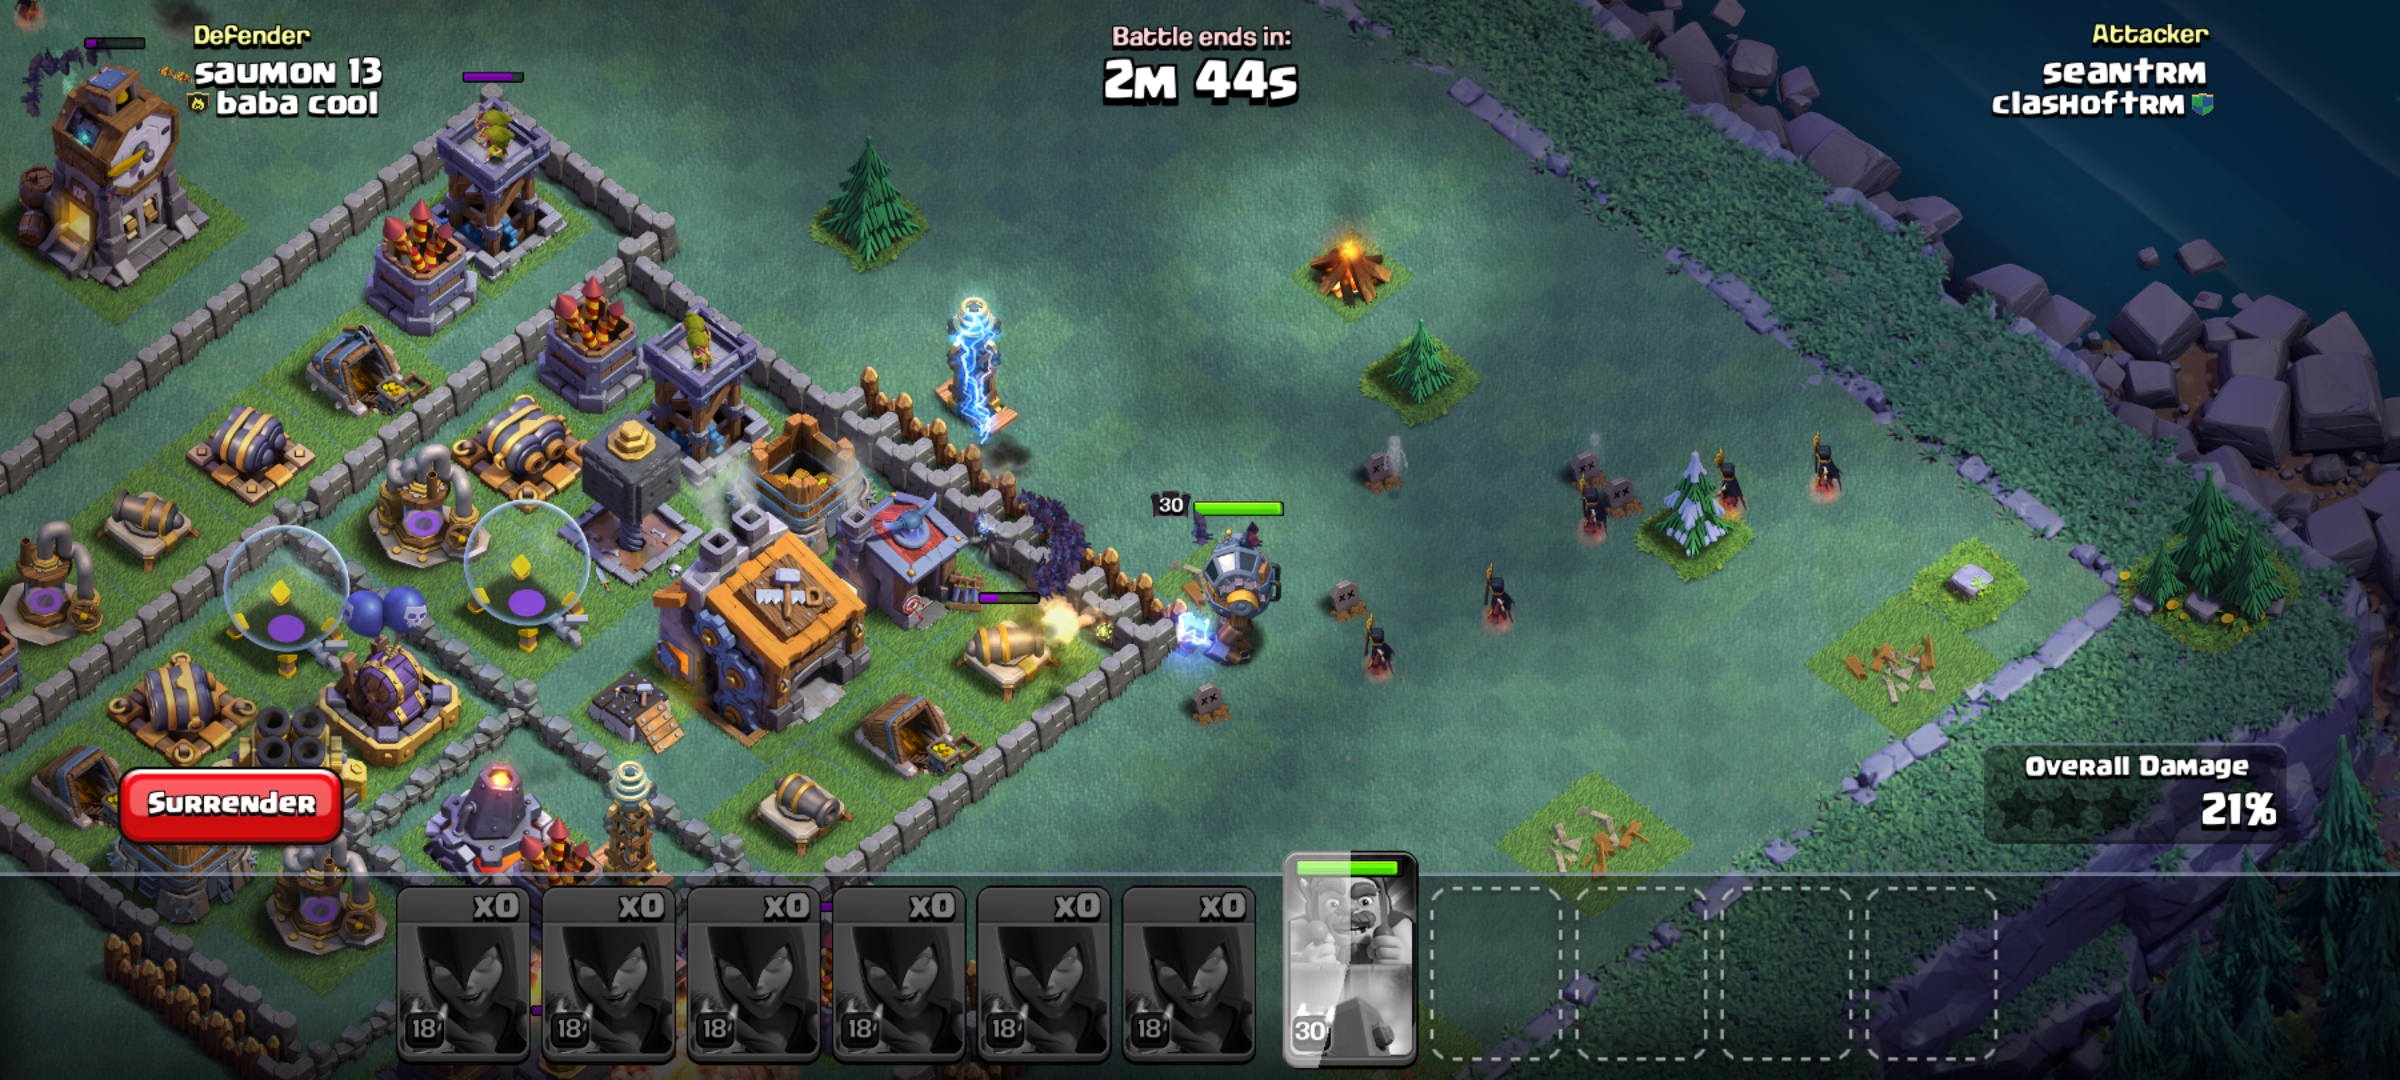 Defender
saumon 13
baba cool
Battle ends in:
2m 44s
Attacker
seantrm
clashoftrm
30
Surrender
Overall Damage
21%
x0
x0
x0
x0
x0
x0
18
18
18
18
18
18
30